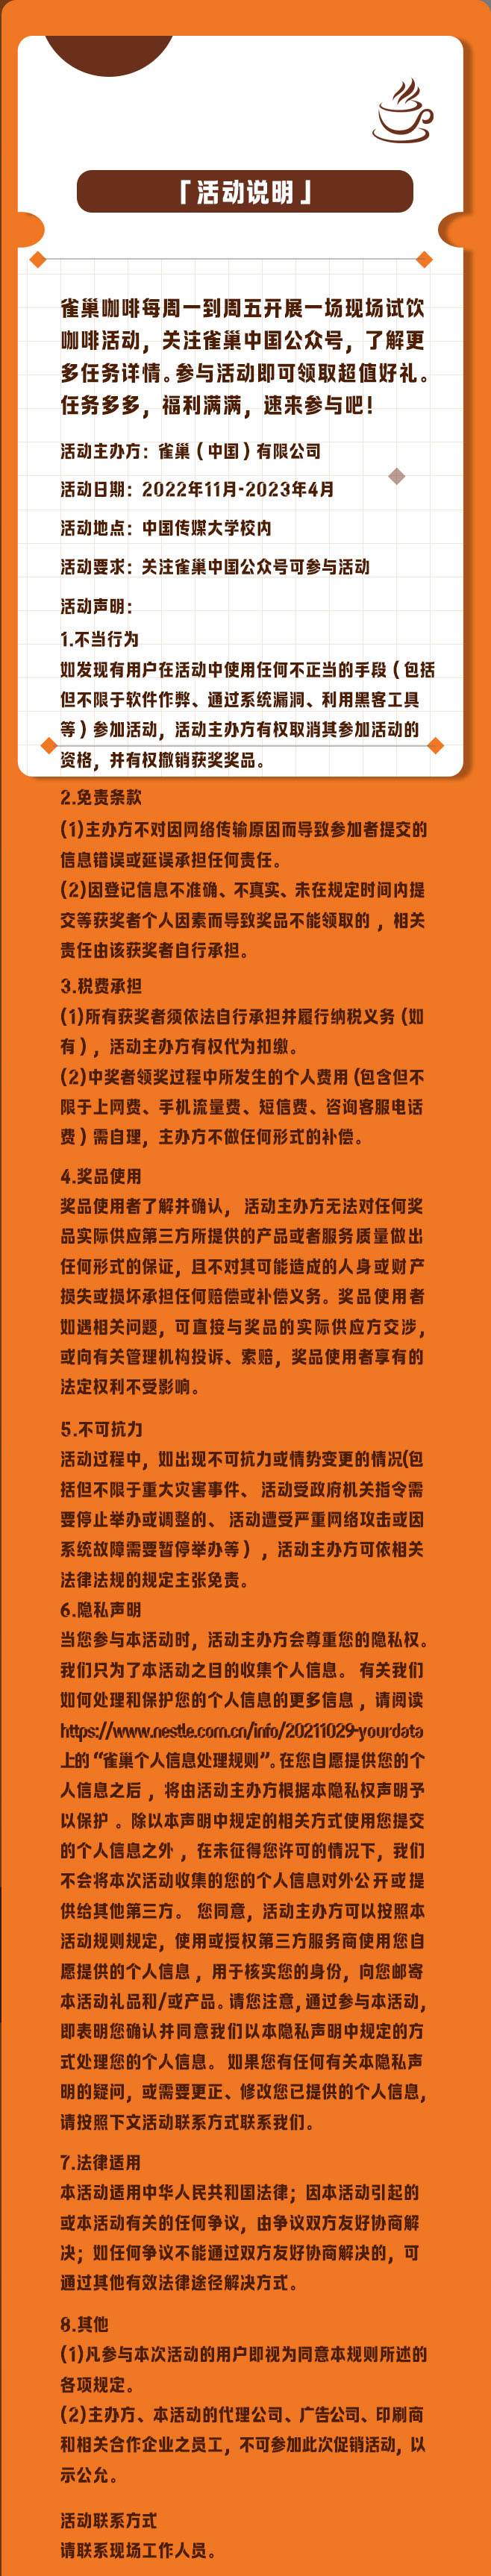 「活动说明」
雀巢咖啡每周一到周五开展一场现场试饮
咖啡活动，关注雀巢中国公众号，了解更
多任务详情。参与活动即可领取超值好礼。
任务多多，福利满满，速来参与吧！
活动主办方：雀巢（中国）有限公司
活动日期：2022年11月-2023年4月
活动地点：中国传媒大学校内
活动要求：关注雀巢中国公众号可参与活动
活动声明：
1.不当行为
如发现有用户在活动中使用任何不正当的手段（包括
但不限于软件作弊、通过系统漏洞、利用黑客工具
等）参加活动，活动主办方有权取消其参加活动的
资格，并有权撤销获奖奖品。
2.免责条款
(1)主办方不对因网络传输原因而导致参加者提交的
信息错误或延误承担任何责任。
(2)因登记信息不准确、不真实、未在规定时间内提
交等获奖者个人因素而导致奖品不能领取的，相关
责任由该获奖者自行承担。
3.税费承担
(1)所有获奖者须依法自行承担并履行纳税义务（如
有），活动主办方有权代为扣缴。
(2)中奖者领奖过程中所发生的个人费用（包含但不
限于上网费、手机流量费、短信费、咨询客服电话
费）需自理，主办方不做任何形式的补偿。
4.奖品使用
奖品使用者了解并确认，活动主办方无法对任何奖
品实际供应第三方所提供的产品或者服务质量做出
任何形式的保证，且不对其可能造成的人身或财产
损失或损坏承担任何赔偿或补偿义务。奖品使用者
如遇相关问题，可直接与奖品的实际供应方交涉，
或向有关管理机构投诉、索赔，奖品使用者享有的
法定权利不受影响。
5.不可抗力
活动过程中，如出现不可抗力或情势变更的情况(包
括但不限于重大灾害事件、活动受政府机关指令需
要停止举办或调整的、活动遭受严重网络攻击或因
系统故障需要暂停举办等），活动主办方可依相关
法律法规的规定主张免责。
6.隐私声明
当您参与本活动时，活动主办方会尊重您的隐私权。
我们只为了本活动之目的收集个人信息。有关我们
如何处理和保护您的个人信息的更多信息，请阅读
https://www.nestle.com.cn/info/20211029-yourdata
上的“雀巢个人信息处理规则”。在您自愿提供您的个
人信息之后，将由活动主办方根据本隐私权声明予
以保护。除以本声明中规定的相关方式使用您提交
的个人信息之外，在未征得您许可的情况下，我们
不会将本次活动收集的您的个人信息对外公开或提
供给其他第三方。您同意，活动主办方可以按照本
活动规则规定，使用或授权第三方服务商使用您自
愿提供的个人信息，用于核实您的身份，向您邮寄
本活动礼品和/或产品。请您注意，通过参与本活动，
即表明您确认并同意我们以本隐私声明中规定的方
式处理您的个人信息。如果您有任何有关本隐私声
明的疑问，或需要更正、修改您已提供的个人信息，
请按照下文活动联系方式联系我们。
7.法律适用
本活动适用中华人民共和国法律；因本活动引起的
或本活动有关的任何争议，由争议双方友好协商解
决；如任何争议不能通过双方友好协商解决的，可
通过其他有效法律途径解决方式。
8.其他
(1)凡参与本次活动的用户即视为同意本规则所述的
各项规定。
(2)主办方、本活动的代理公司、广告公司、印刷商
和相关合作企业之员工，不可参加此次促销活动，以
示公允。
活动联系方式
请联系现场工作人员。